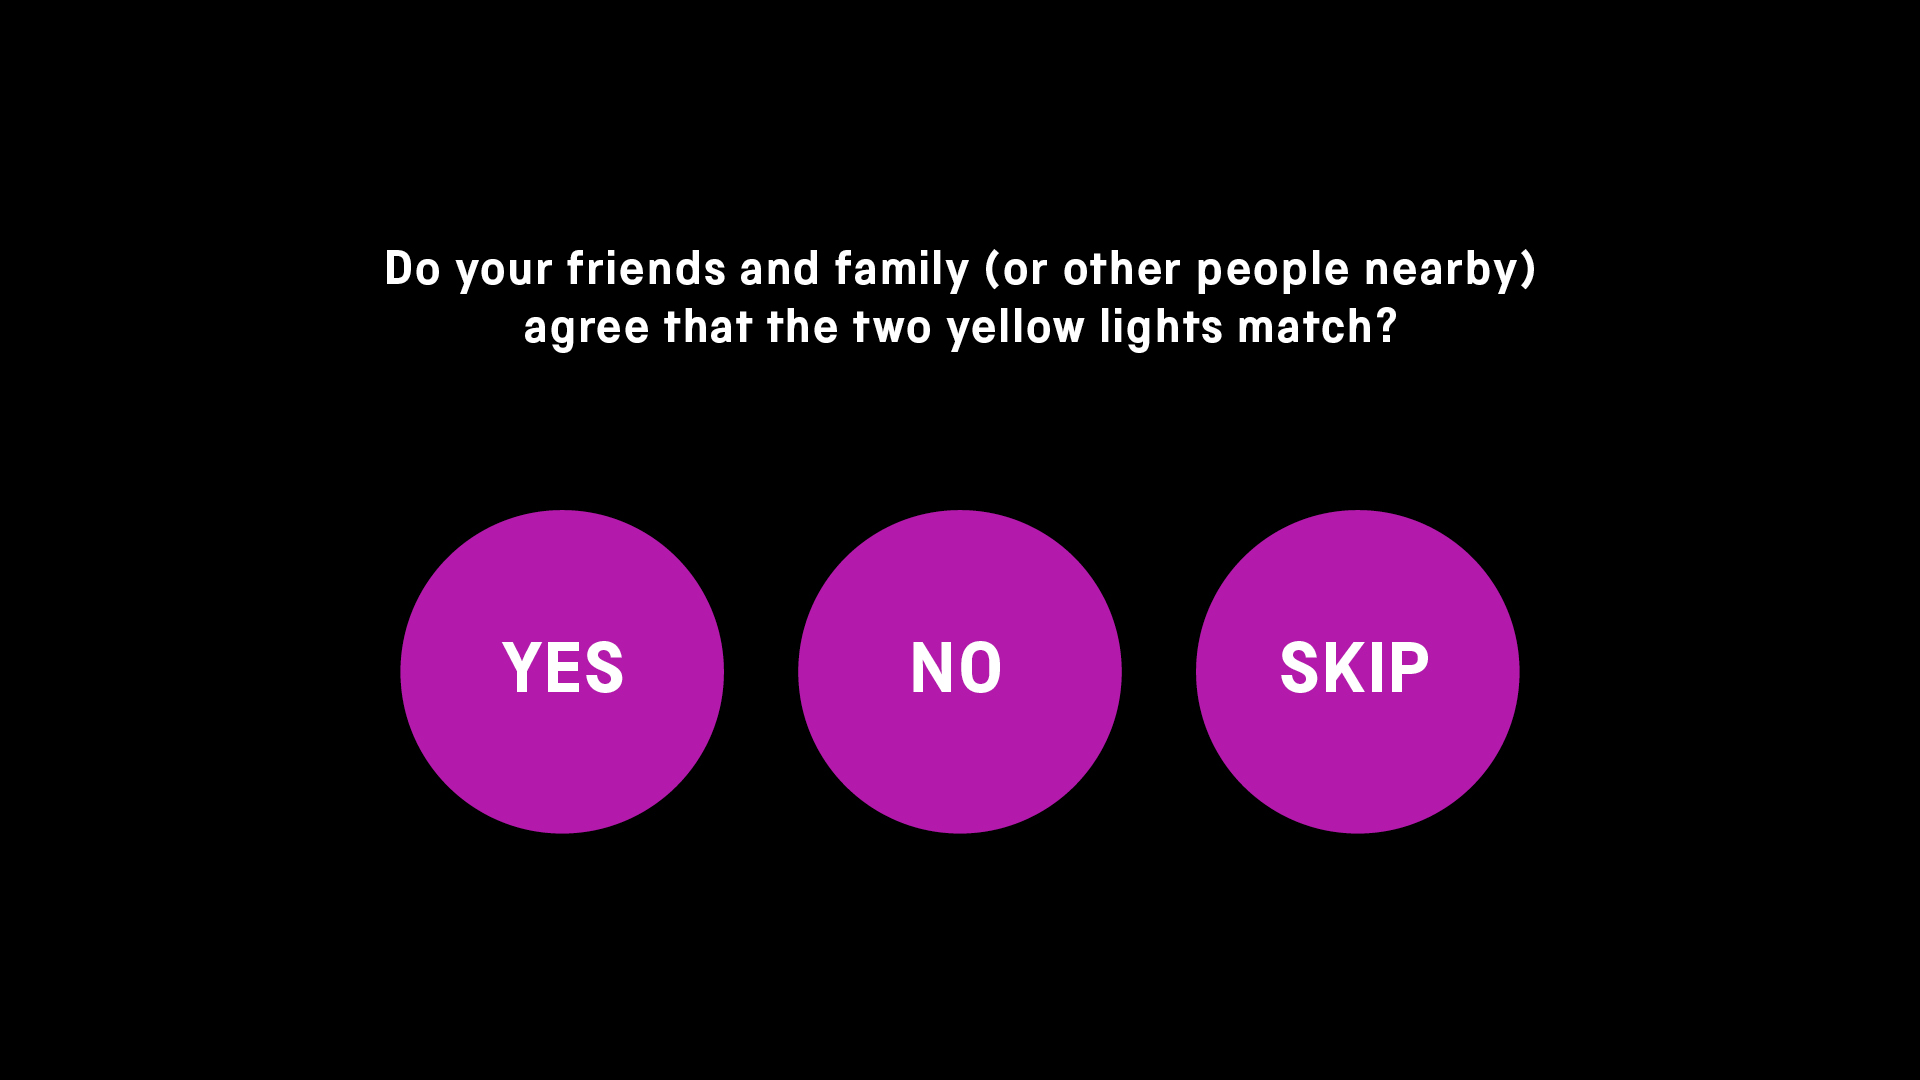 Do your friends and family (or other people nearby)
agree that the two yellow lights match?
YES
NO
SKIP